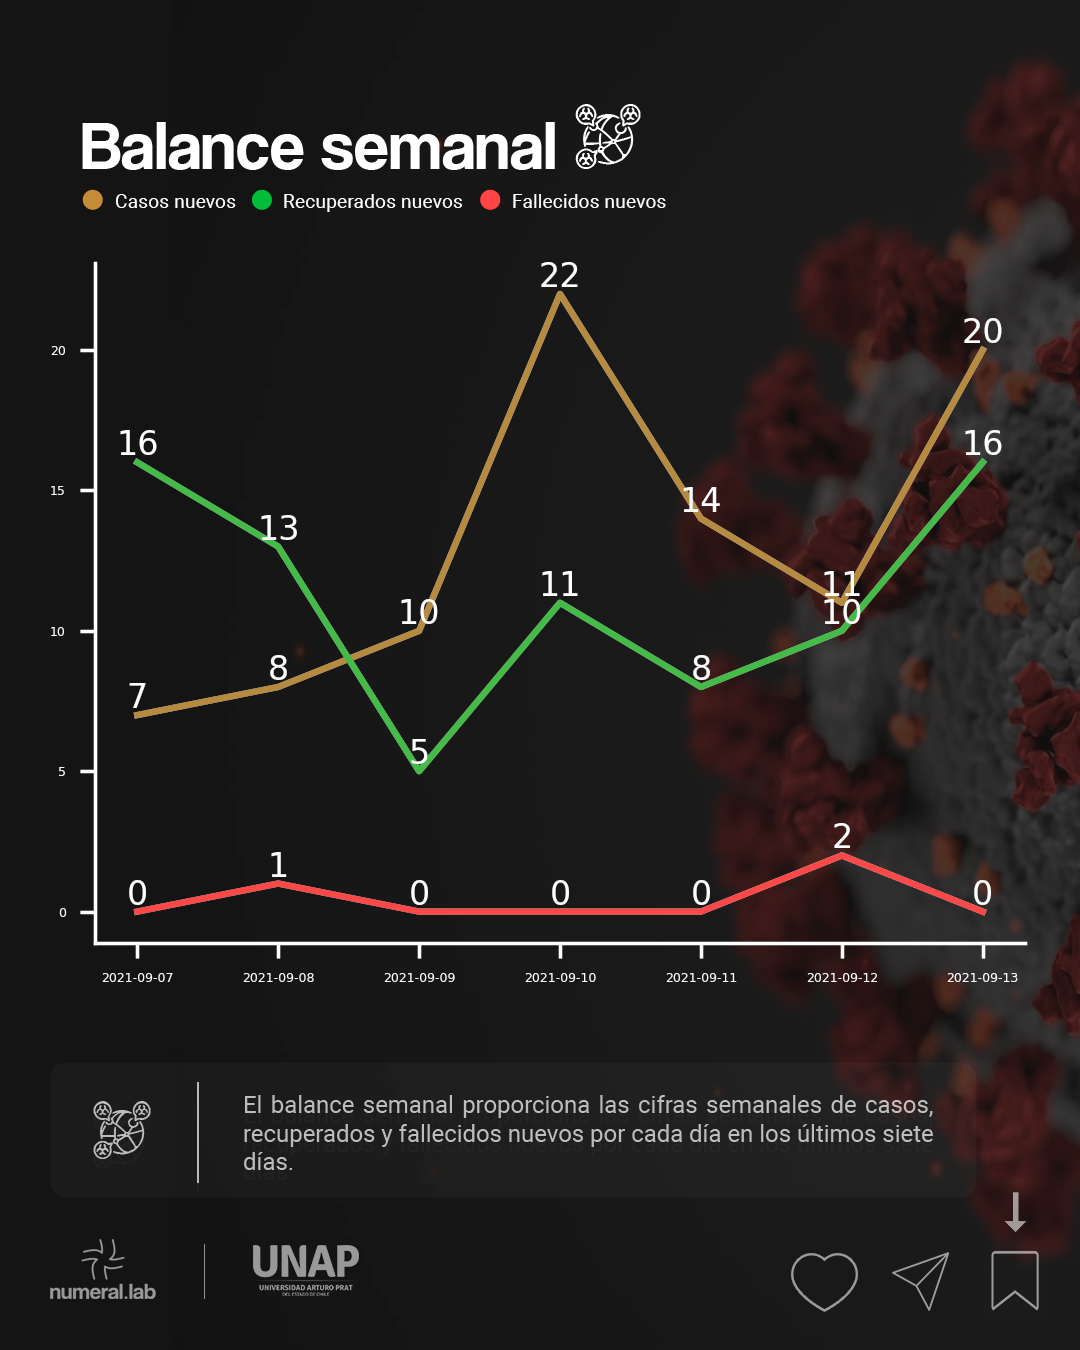 Balance semanal
Casos nuevos Recuperados nuevos Fallecidos nuevos
22
20
20
16
16
15
14
13
11
11
10
10
10
8
8
7
5
5
2
1
0
0
0
0
0
0
2021-09-07 2021-09-08 2021-09-09 2021-09-10 2021-09-11 2021-09-12 2021-09-13
El balance semanal proporciona las cifras semanales de casos,
recuperados y fallecidos nuevos por cada día en los últimos siete
días.
numeral.lab
UNAP
UNIVERSIDAD ARTURO PRAT
DEL ESTADO DE CHILE